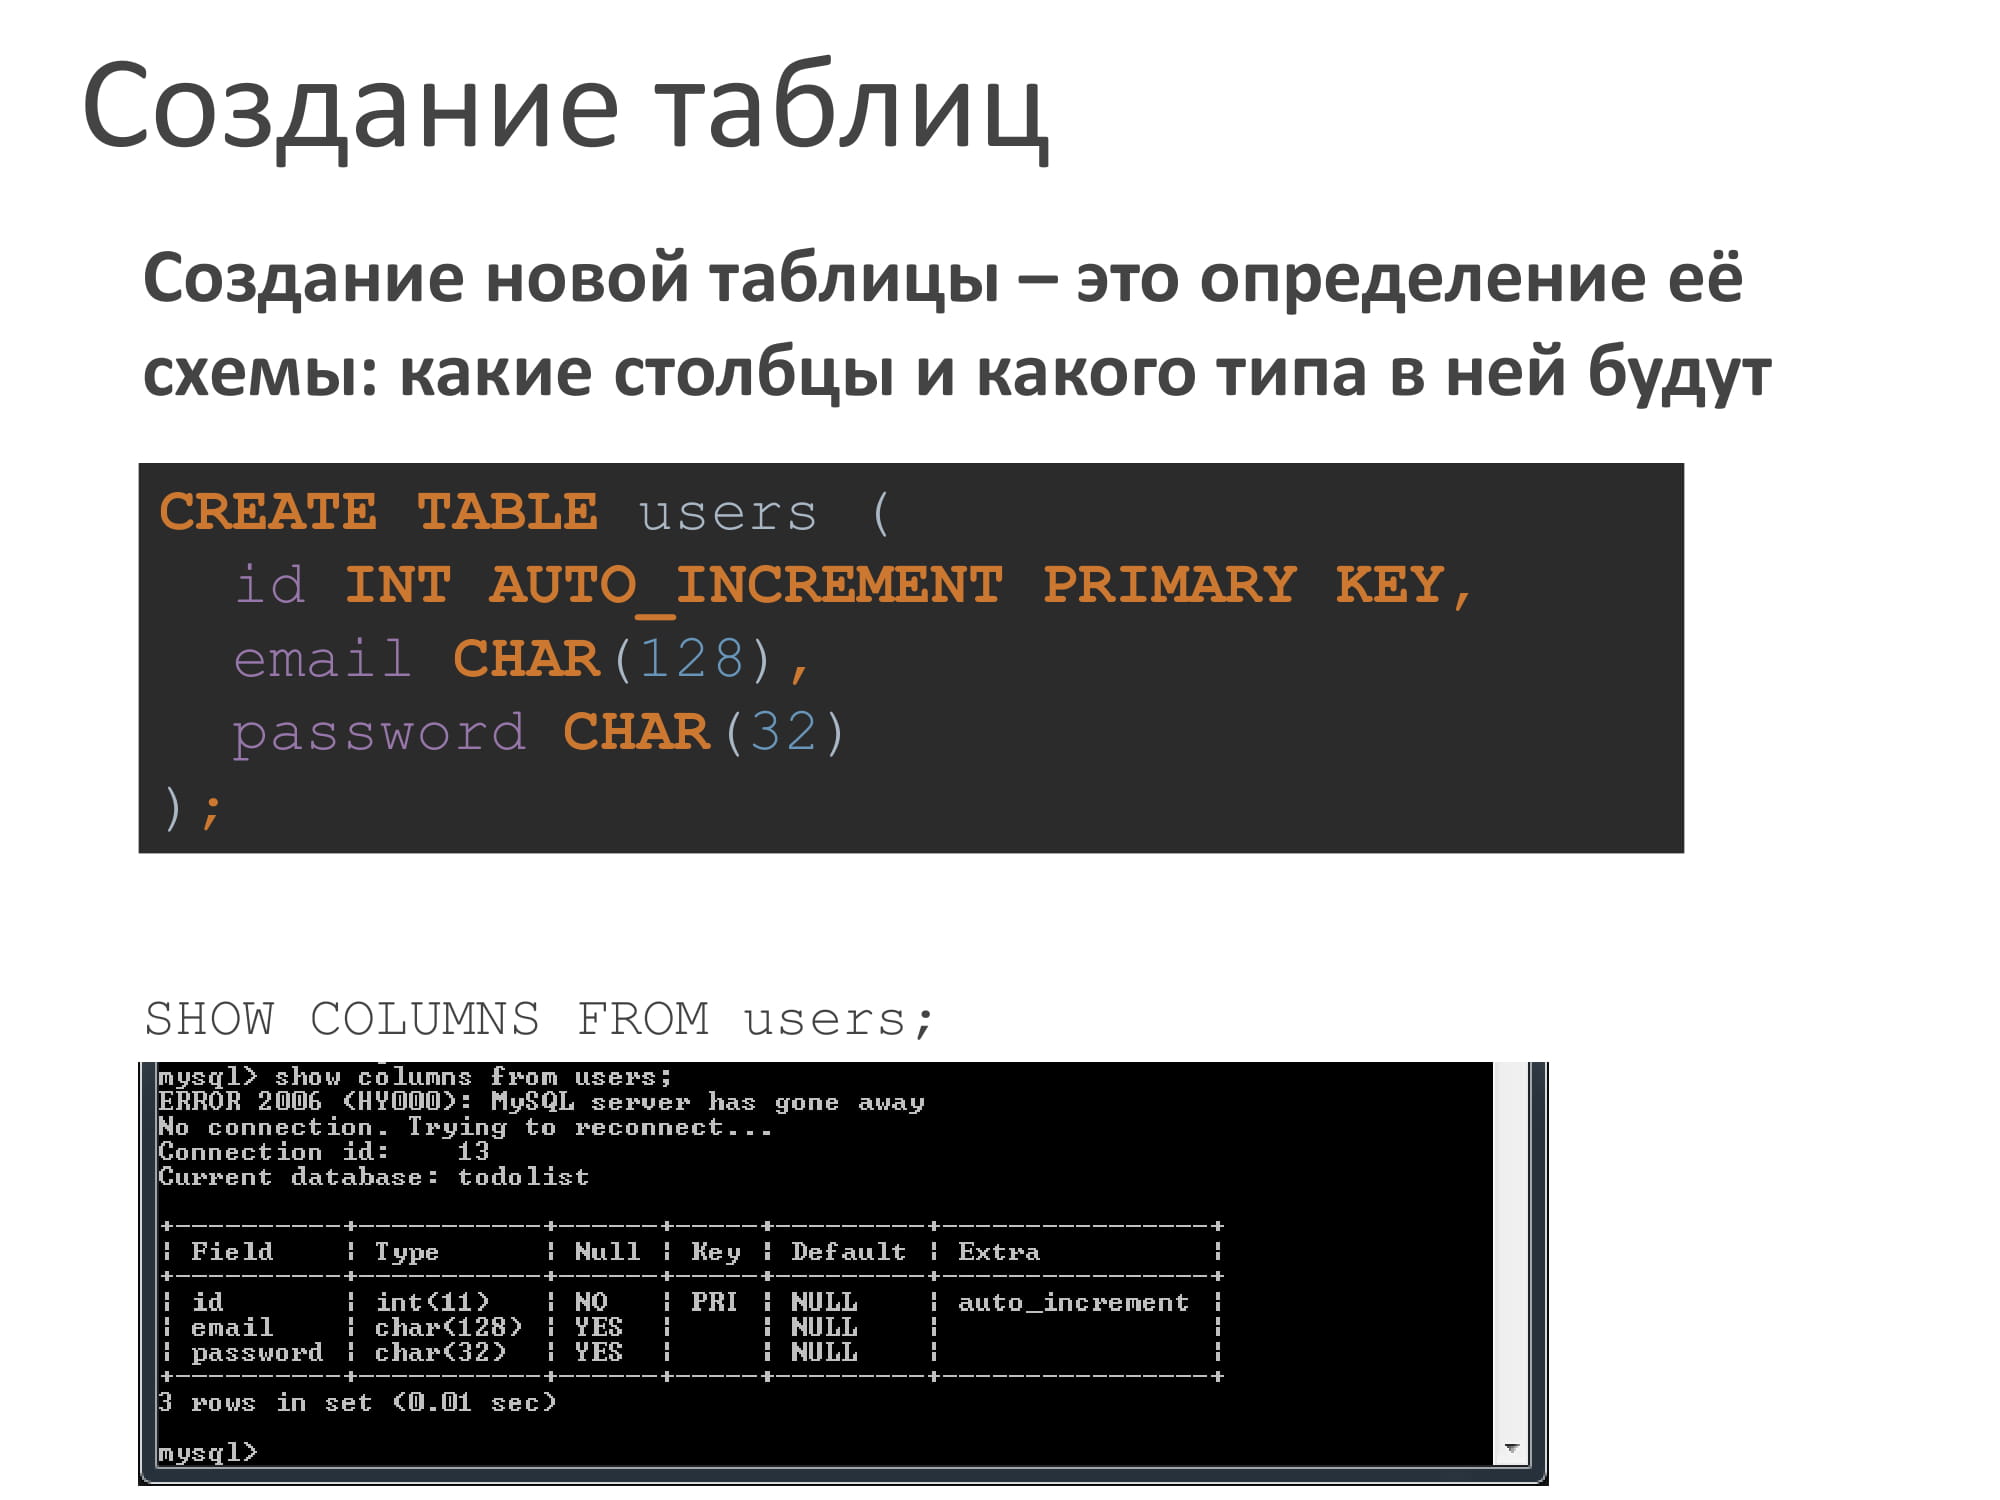 Создание таблиц
Создание новой таблицы – это определение её
схемы: какие столбцы и какого типа в ней будут
CREATE TABLE users (
  id INT AUTO_INCREMENT PRIMARY KEY,
  email CHAR(128),
  password CHAR(32)
);
SHOW COLUMNS FROM users;
mysql> show columns from users;
ERROR 2006 (HY000): MySQL server has gone away
No connection. Trying to reconnect...
Connection id:    13
Current database: todolist
+----------+-----------+------+-----+---------+----------------+
| Field    | Type      | Null | Key | Default | Extra          |
+----------+-----------+------+-----+---------+----------------+
| id       | int(11)   | NO   | PRI | NULL    | auto_increment |
| email    | char(128) | YES  |     | NULL    |                |
| password | char(32)  | YES  |     | NULL    |                |
+----------+-----------+------+-----+---------+----------------+
3 rows in set (0.01 sec)
mysql>